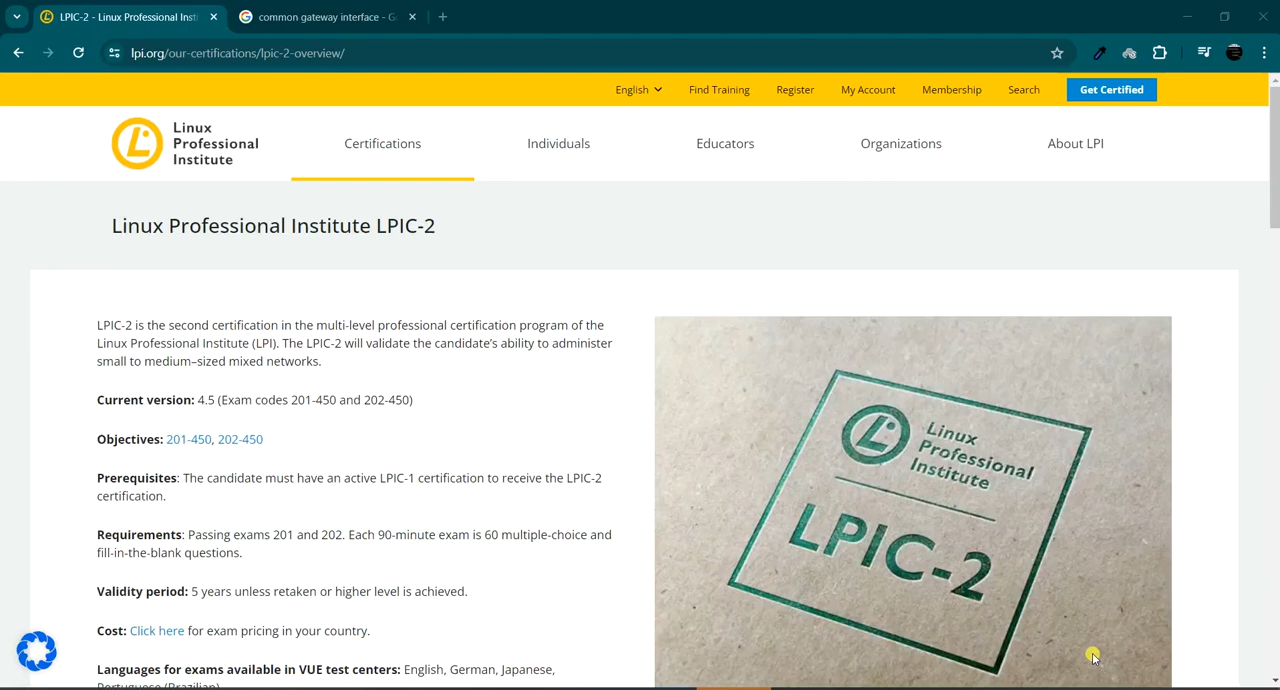 LPIC-2 - Linux Professional Insti
common gateway interface - G
lpi.org/our-certifications/lpic-2-overview/
English
Find Training
Register
My Account
Membership
Search
Get Certified
Linux
Professional
Institute
Certifications
Individuals
Educators
Organizations
About LPI
Linux Professional Institute LPIC-2
LPIC-2 is the second certification in the multi-level professional certification program of the
Linux Professional Institute (LPI). The LPIC-2 will validate the candidate’s ability to administer
small to medium–sized mixed networks.
Current version: 4.5 (Exam codes 201-450 and 202-450)
Objectives: 201-450, 202-450
Prerequisites: The candidate must have an active LPIC-1 certification to receive the LPIC-2
certification.
Requirements: Passing exams 201 and 202. Each 90-minute exam is 60 multiple-choice and
fill-in-the-blank questions.
Validity period: 5 years unless retaken or higher level is achieved.
Cost: Click here for exam pricing in your country.
Languages for exams available in VUE test centers: English, German, Japanese,
Portuguese (Brazilian)
Linux
Professional
Institute
LPIC-2